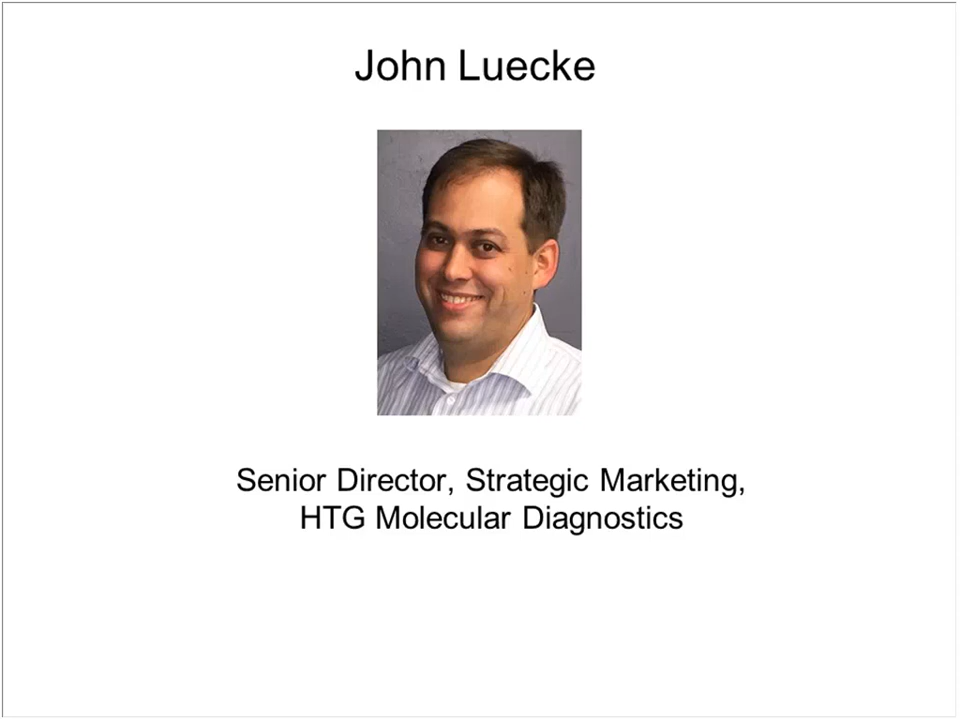 John Luecke
Senior Director, Strategic Marketing,
HTG Molecular Diagnostics